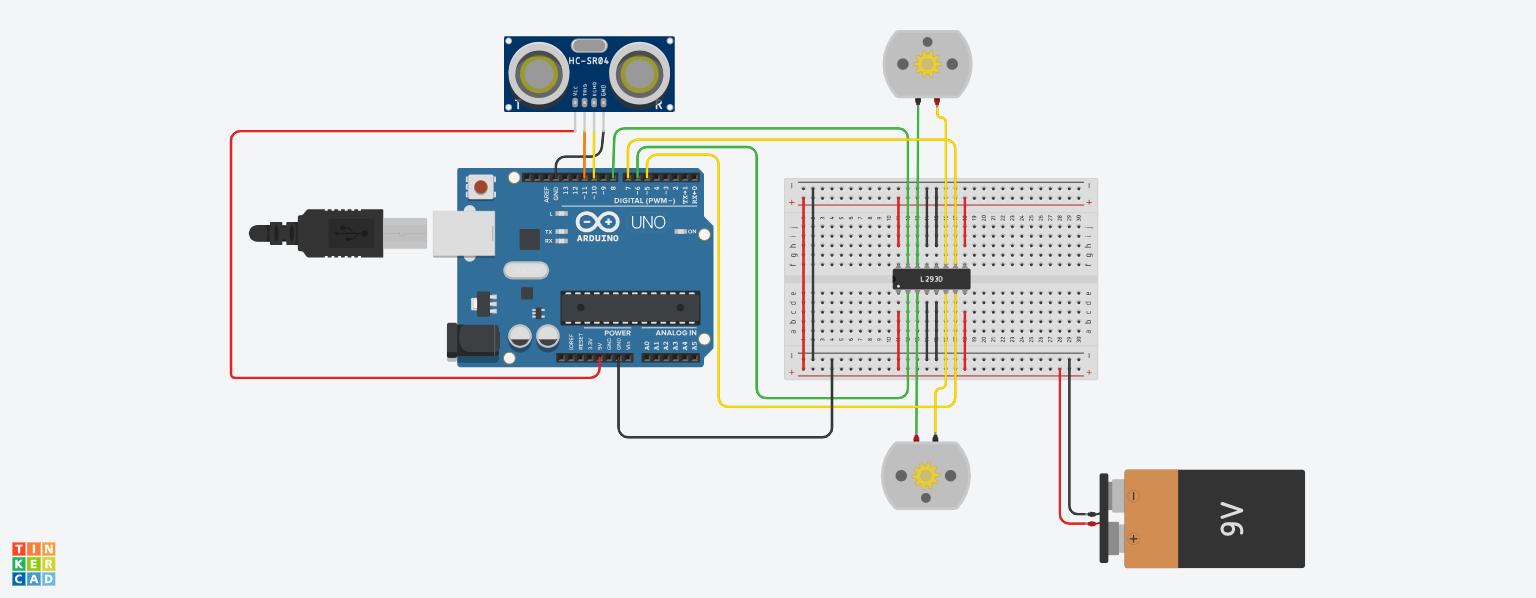 HC-SR04
VCC
TRIG
ECHO
GND
T
R
AREF
GND
13
12
~11
~10
~9
8
7
~6
~5
4
~3
2
TX→1
RX←0
DIGITAL (PWM~)
L
TX
RX
ARDUINO
UNO
ON
POWER
ANALOG IN
IOREF
RESET
3.3V
5V
GND
GND
Vin
A0
A1
A2
A3
A4
A5
L293D
a b c d e
f g h i j
9V
TIN
KER
CAD